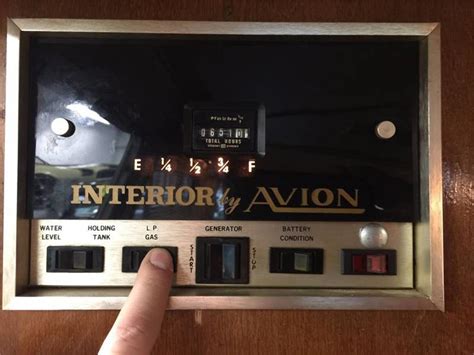 Hobbs
TOTAL HOURS
E ¼ ½ ¾ F
INTERIOR by AVION
WATER LEVEL
HOLDING TANK
L.P. GAS
START
GENERATOR
STOP
BATTERY CONDITION